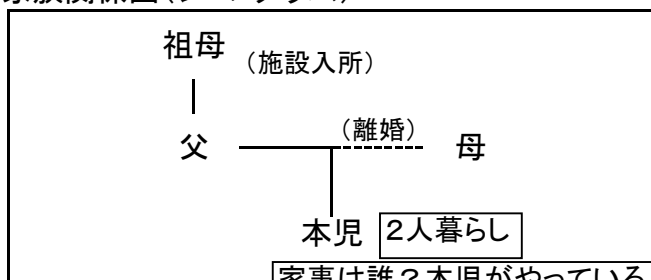 祖母 (施設入所)
(離婚)
父 母
本児 2人暮らし
家事は誰?本児がやっている